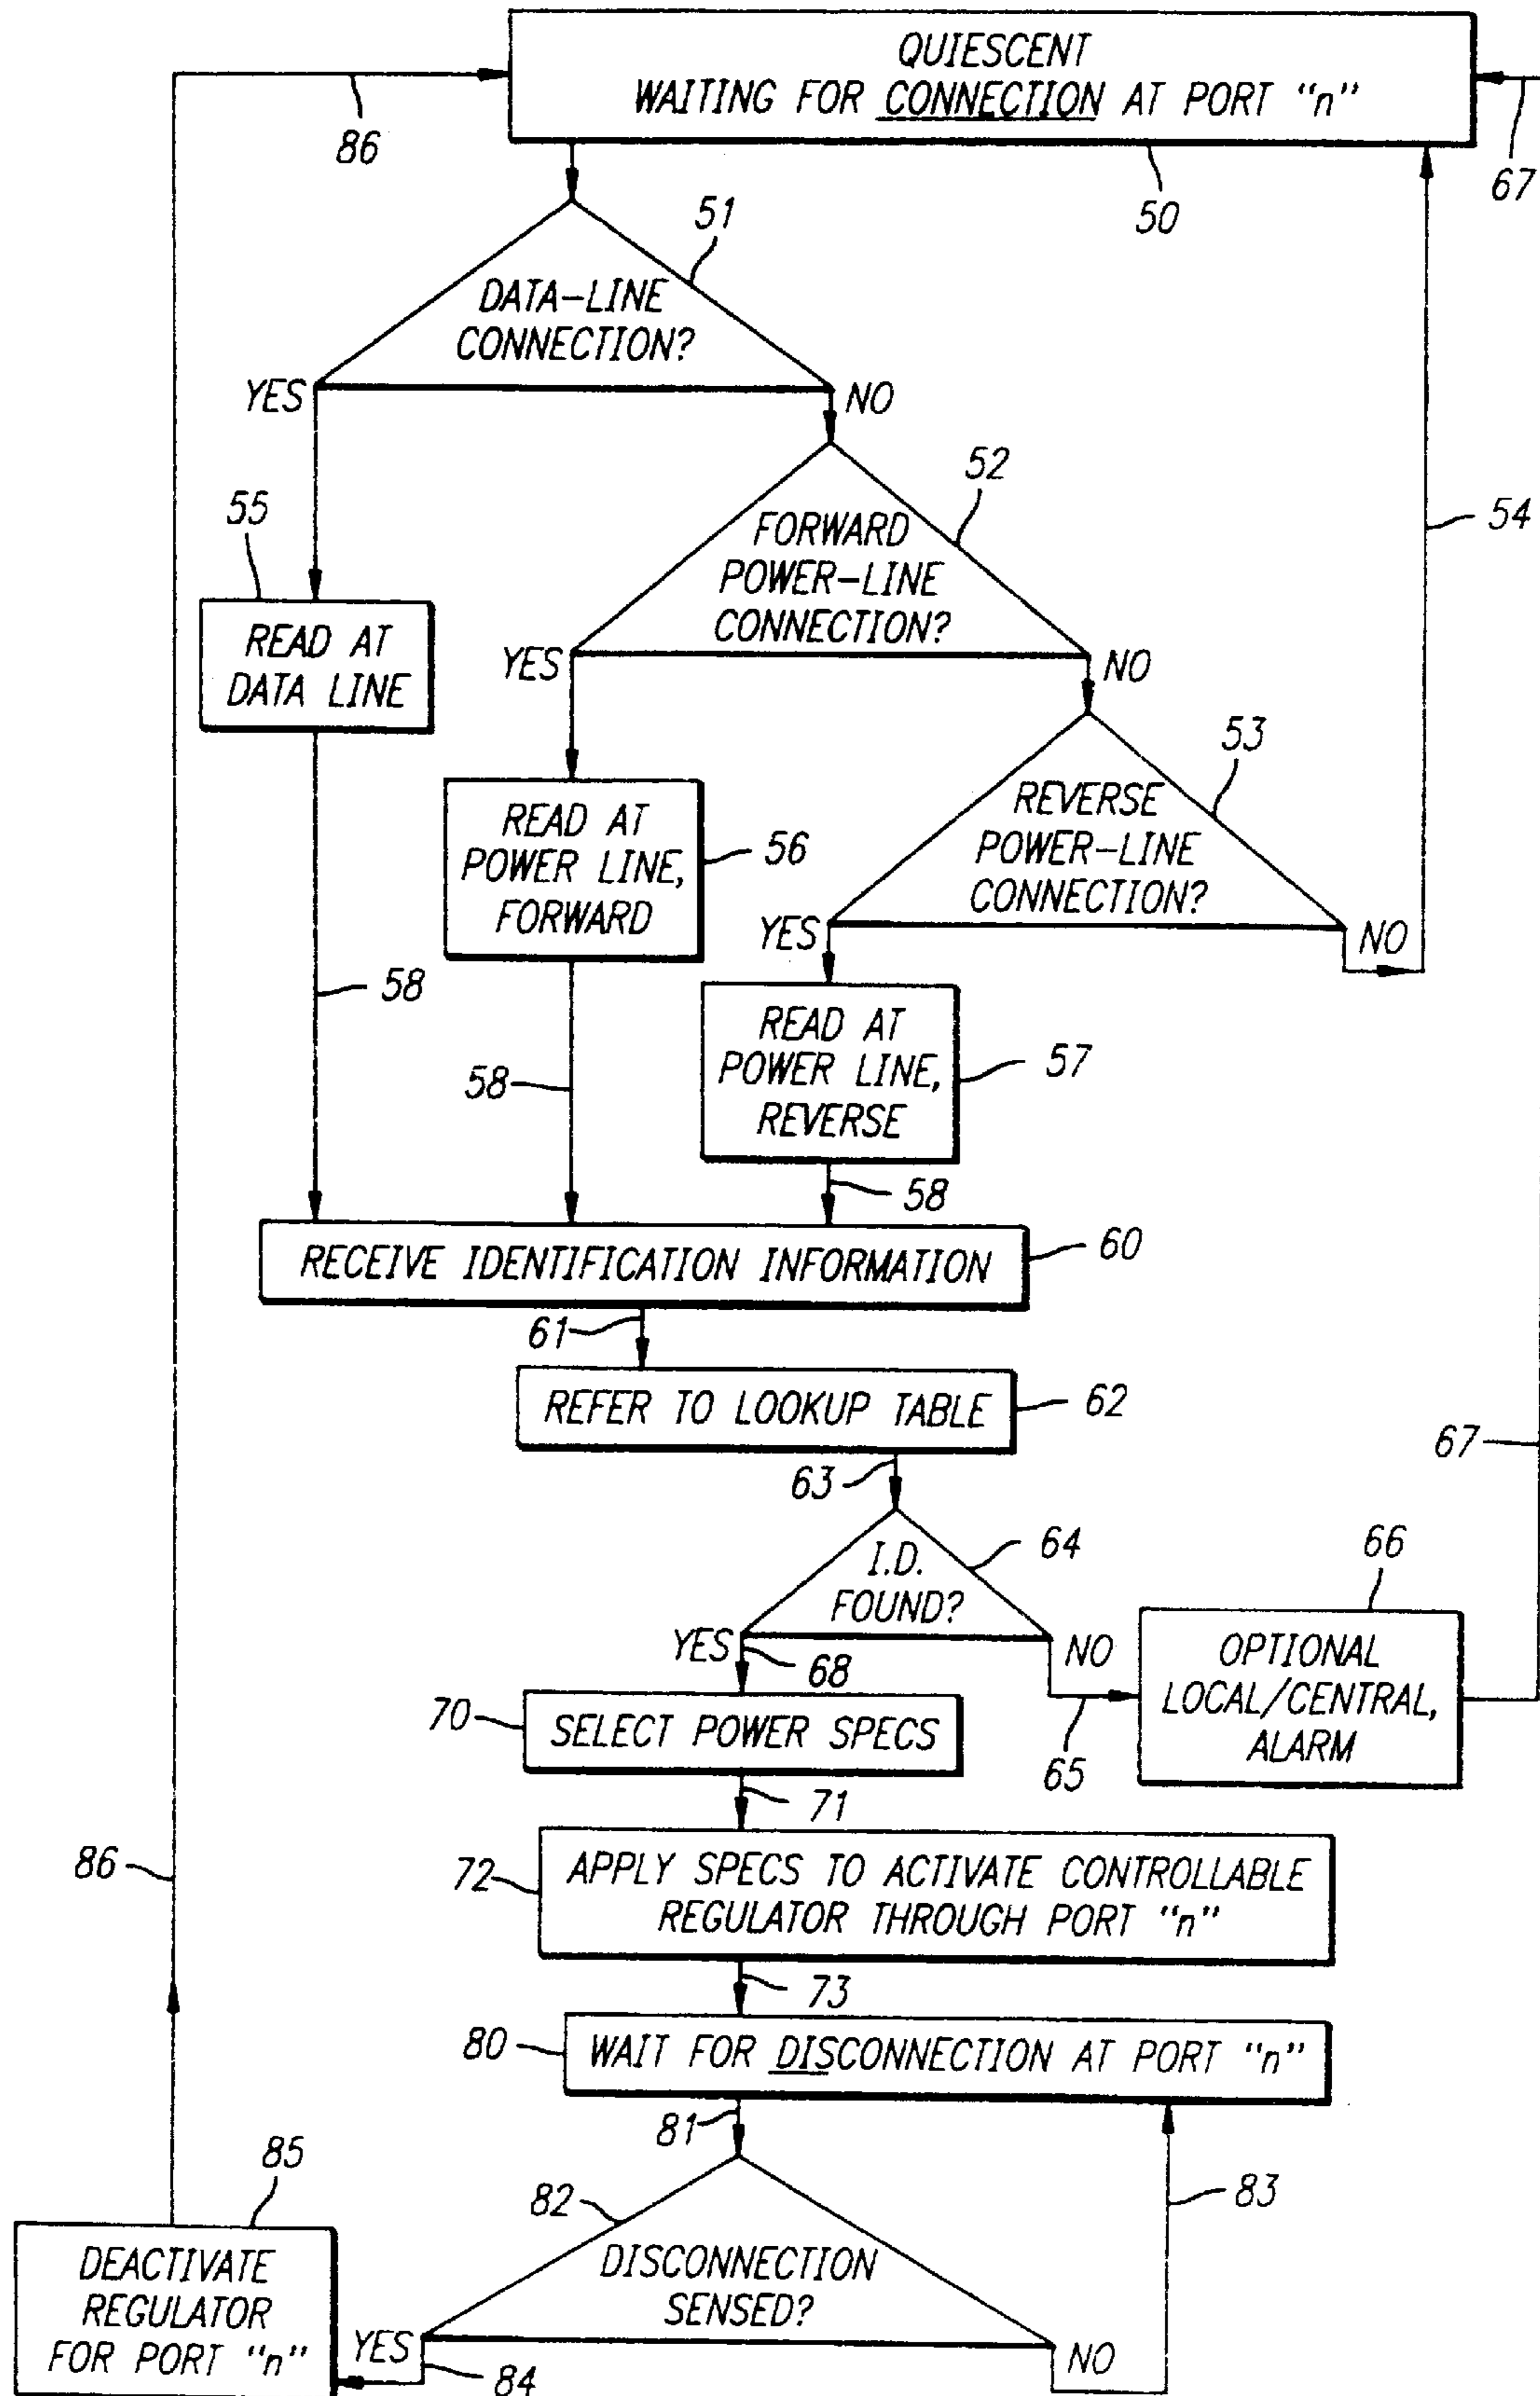 QUIESCENT
WAITING FOR CONNECTION AT PORT "n"
86
67
50
51
DATA-LINE
CONNECTION?
YES
NO
52
54
55
FORWARD
POWER-LINE
CONNECTION?
READ AT
DATA LINE
YES
NO
53
REVERSE
POWER-LINE
CONNECTION?
READ AT
POWER LINE,
FORWARD
56
YES
NO
58
READ AT
POWER LINE,
REVERSE
57
58
58
RECEIVE IDENTIFICATION INFORMATION
60
61
REFER TO LOOKUP TABLE
62
67
63
I.D.
FOUND?
64
66
YES
68
NO
OPTIONAL
LOCAL/CENTRAL,
ALARM
70
SELECT POWER SPECS
65
71
86
72
APPLY SPECS TO ACTIVATE CONTROLLABLE
REGULATOR THROUGH PORT "n"
73
80
WAIT FOR DISCONNECTION AT PORT "n"
81
85
82
83
DISCONNECTION
SENSED?
DEACTIVATE
REGULATOR
FOR PORT "n"
YES
NO
84